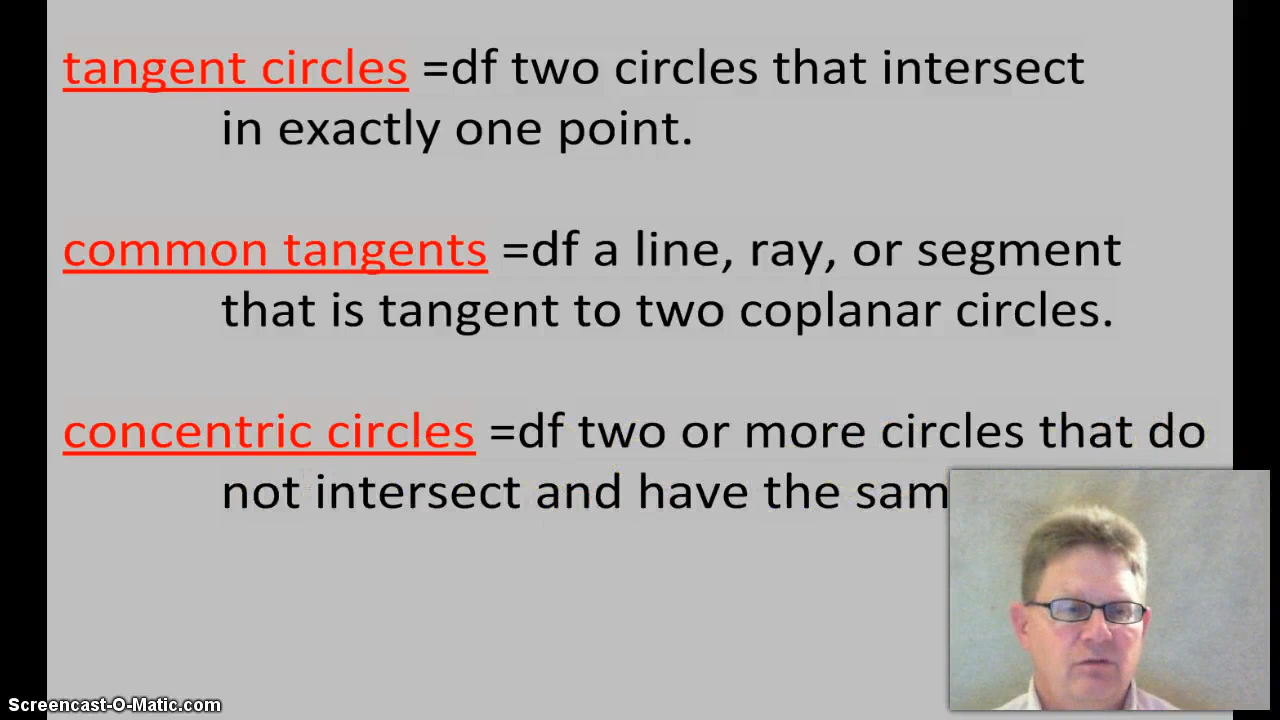 tangent circles =df two circles that intersect
in exactly one point.
common tangents =df a line, ray, or segment
that is tangent to two coplanar circles.
concentric circles =df two or more circles that do
not intersect and have the sam
Screencast-O-Matic.com